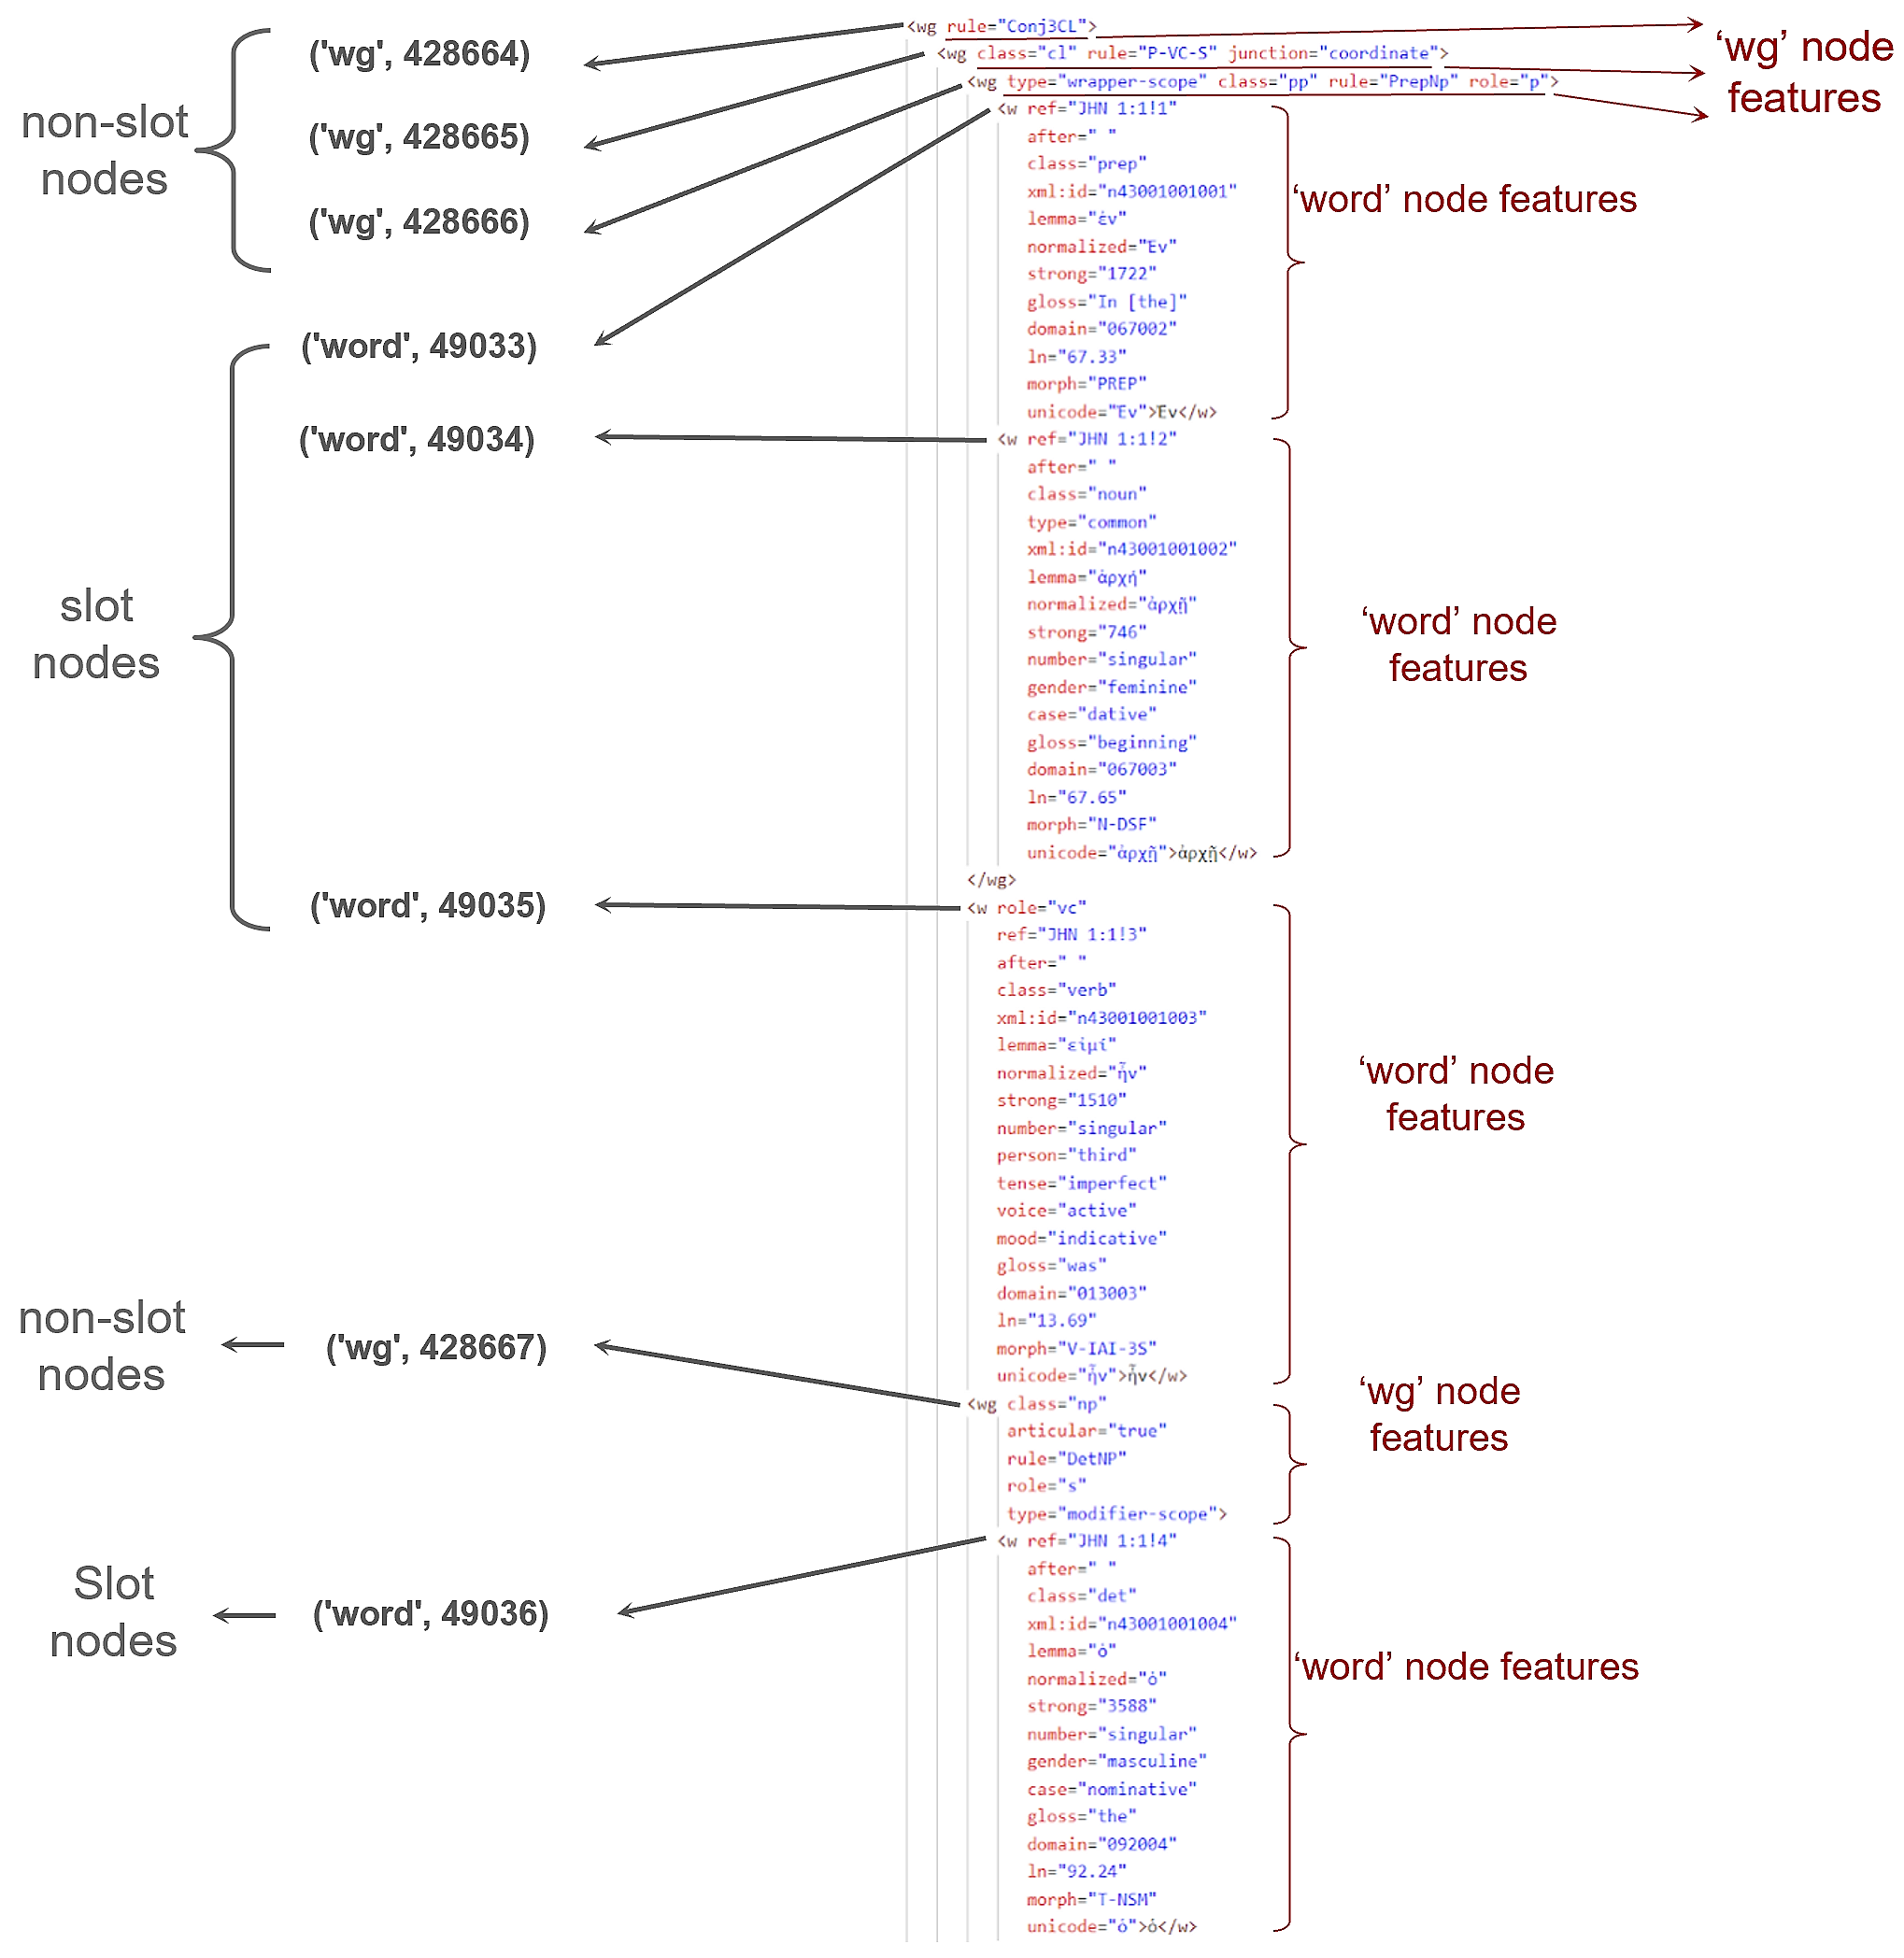 non-slot
nodes
('wg', 428664)
('wg', 428665)
('wg', 428666)
slot
nodes
('word', 49033)
('word', 49034)
('word', 49035)
non-slot
nodes
('wg', 428667)
Slot
nodes
('word', 49036)
<wg rule="Conj3CL">
<wg class="cl" rule="P-VC-S" junction="coordinate">
<wg type="wrapper-scope" class="pp" rule="PrepNp" role="p">
<w ref="JHN 1:1!1"
after=" "
class="prep"
xml:id="n43001001001"
lemma="ἐν"
normalized="Ἐν"
strong="1722"
gloss="In [the]"
domain="067002"
ln="67.33"
morph="PREP"
unicode="Ἐν">Ἐν</w>
<w ref="JHN 1:1!2"
after=" "
class="noun"
type="common"
xml:id="n43001001002"
lemma="ἀρχή"
normalized="ἀρχῇ"
strong="746"
number="singular"
gender="feminine"
case="dative"
gloss="beginning"
domain="067003"
ln="67.65"
morph="N-DSF"
unicode="ἀρχῇ">ἀρχῇ</w>
</wg>
<w role="vc"
ref="JHN 1:1!3"
after=" "
class="verb"
xml:id="n43001001003"
lemma="εἰμί"
normalized="ἦν"
strong="1510"
number="singular"
person="third"
tense="imperfect"
voice="active"
mood="indicative"
gloss="was"
domain="013003"
ln="13.69"
morph="V-IAI-3S"
unicode="ἦν">ἦν</w>
<wg class="np"
articular="true"
rule="DetNP"
role="s"
type="modifier-scope">
<w ref="JHN 1:1!4"
after=" "
class="det"
xml:id="n43001001004"
lemma="ὁ"
normalized="ὁ"
strong="3588"
number="singular"
gender="masculine"
case="nominative"
gloss="the"
domain="092004"
ln="92.24"
morph="T-NSM"
unicode="ὁ">ὁ</w>
‘wg’ node
features
‘word’ node features
‘word’ node
features
‘word’ node
features
‘wg’ node
features
‘word’ node features